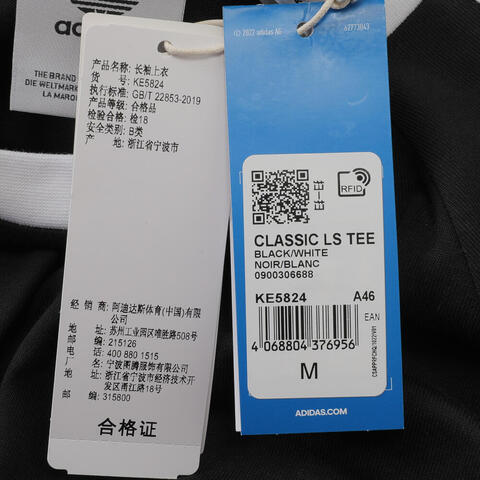 adidas
THE BRAND
DIE WELTMARK
LA MARQ
产品名称: 长袖上衣
货 号: KE5824
执行标准: GB/T 22853-2019
产品等级: 合格品
检验合格: 检18
安全类别: B类
产 地: 浙江省宁波市
经 销 商: 阿迪达斯体育(中国)有限
公司
地 址: 苏州工业园区唯胜路508号
邮 编: 215126
电 话: 400 880 1515
厂 名: 宁波
腾服饰有限公司
地 址: 浙江省宁波市经济技术开
发区甬江路18号
邮 编: 315800
合格证
© 2022 adidas AG
62773043
RFID
CLASSIC LS TEE
BLACK/WHITE
NOIR/BLANC
0900306688
KE5824 A46
EAN
4 068804 376956
M
ADIDAS.COM